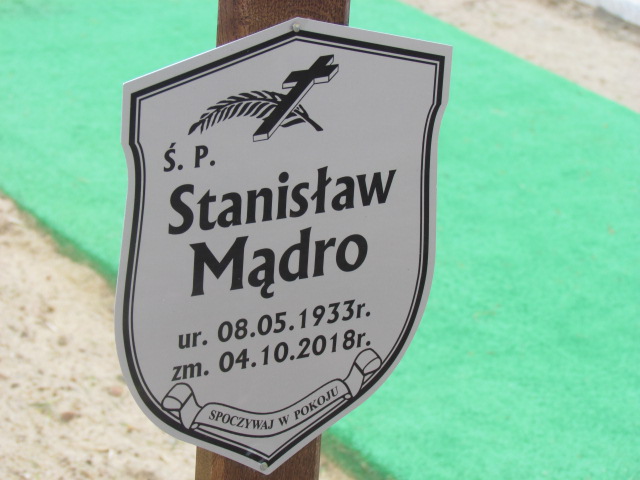 Ś. P.
Stanisław
Mądro
ur. 08.05.1933r.
zm. 04.10.2018r.
SPOCZYWAJ W POKOJU